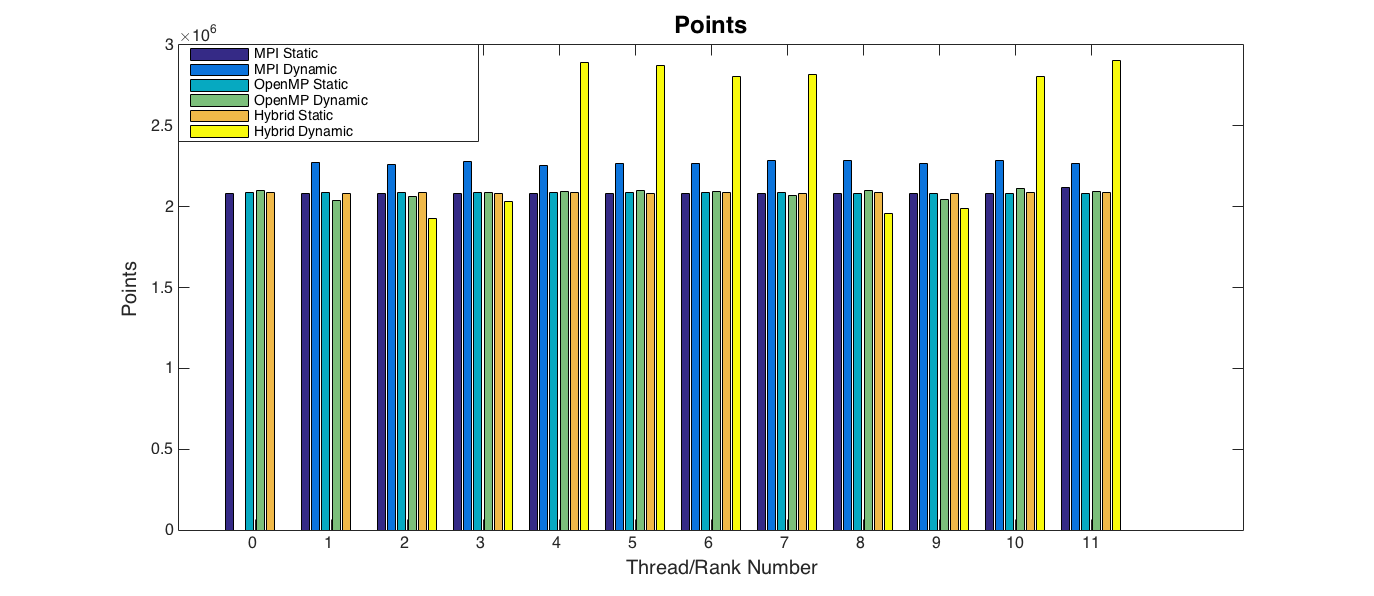 Points
×10⁶
3
2.5
2
1.5
1
0.5
0
Points
MPI Static
MPI Dynamic
OpenMP Static
OpenMP Dynamic
Hybrid Static
Hybrid Dynamic
0 1 2 3 4 5 6 7 8 9 10 11
Thread/Rank Number